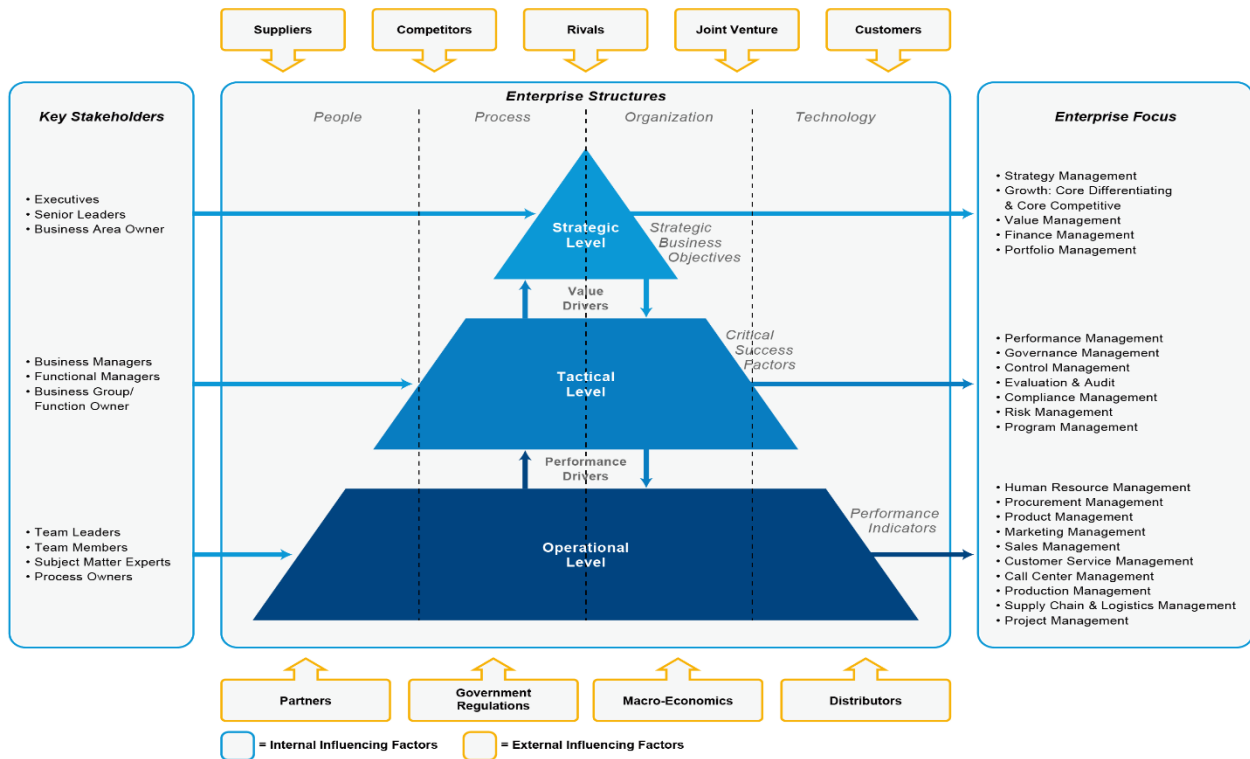 Suppliers
Competitors
Rivals
Joint Venture
Customers
Key Stakeholders
• Executives
• Senior Leaders
• Business Area Owner
• Business Managers
• Functional Managers
• Business Group/
Function Owner
• Team Leaders
• Team Members
• Subject Matter Experts
• Process Owners
Enterprise Structures
People
Process
Organization
Technology
Strategic
Level
Strategic
Business
Objectives
Value
Drivers
Tactical
Level
Critical
Success
Factors
Performance
Drivers
Operational
Level
Performance
Indicators
Enterprise Focus
• Strategy Management
• Growth: Core Differentiating
& Core Competitive
• Value Management
• Finance Management
• Portfolio Management
• Performance Management
• Governance Management
• Control Management
• Evaluation & Audit
• Compliance Management
• Risk Management
• Program Management
• Human Resource Management
• Procurement Management
• Product Management
• Marketing Management
• Sales Management
• Customer Service Management
• Call Center Management
• Production Management
• Supply Chain & Logistics Management
• Project Management
Partners
Government
Regulations
Macro-Economics
Distributors
= Internal Influencing Factors
= External Influencing Factors